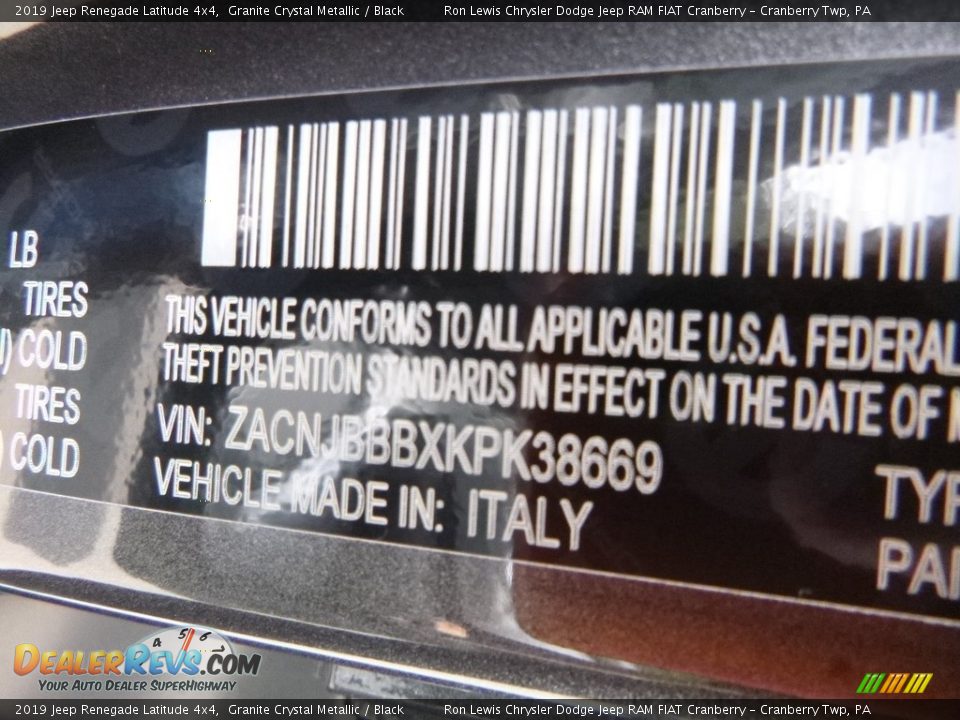 2019 Jeep Renegade Latitude 4x4,  Granite Crystal Metallic / Black          Ron Lewis Chrysler Dodge Jeep RAM FIAT Cranberry – Cranberry Twp, PA
LB
TIRES
COLD
TIRES
COLD
THIS VEHICLE CONFORMS TO ALL APPLICABLE U.S.A. FEDERAL
THEFT PREVENTION STANDARDS IN EFFECT ON THE DATE OF
VIN: ZACNJBBBXKPK38669
VEHICLE MADE IN: ITALY
DEALERREVS.COM
YOUR AUTO DEALER SUPERHIGHWAY
2019 Jeep Renegade Latitude 4x4,  Granite Crystal Metallic / Black          Ron Lewis Chrysler Dodge Jeep RAM FIAT Cranberry – Cranberry Twp, PA